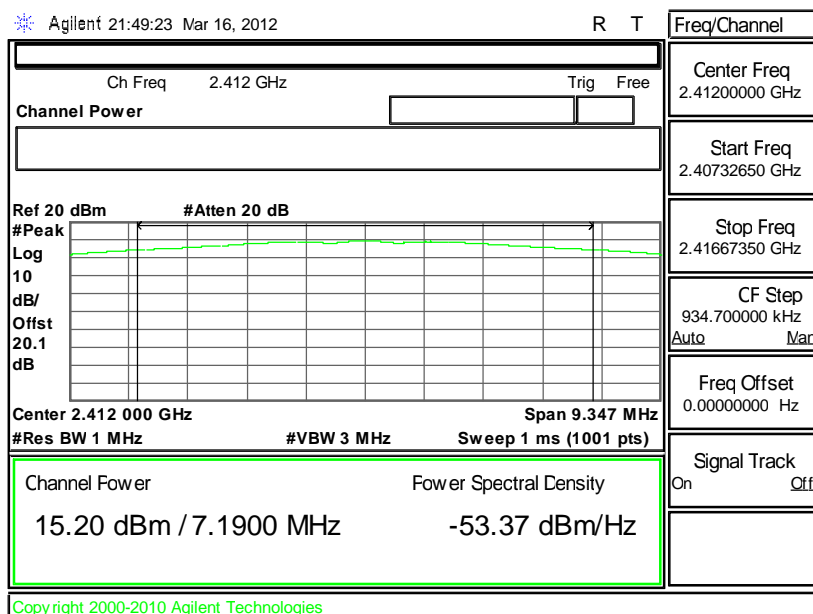 Agilent 21:49:23 Mar 16, 2012 R T
Freq/Channel
Ch Freq 2.412 GHz Trig Free
Channel Power
Center Freq
2.41200000 GHz
Start Freq
2.40732650 GHz
Stop Freq
2.41667350 GHz
CF Step
934.700000 kHz
Auto Man
Freq Offset
0.00000000 Hz
Signal Track
On Off
Ref 20 dBm #Atten 20 dB
#Peak
Log
10
dB/
Offst
20.1
dB
Center 2.412 000 GHz Span 9.347 MHz
#Res BW 1 MHz #VBW 3 MHz Sweep 1 ms (1001 pts)
Channel Power Power Spectral Density
15.20 dBm / 7.1900 MHz -53.37 dBm/Hz
Copyright 2000-2010 Agilent Technologies